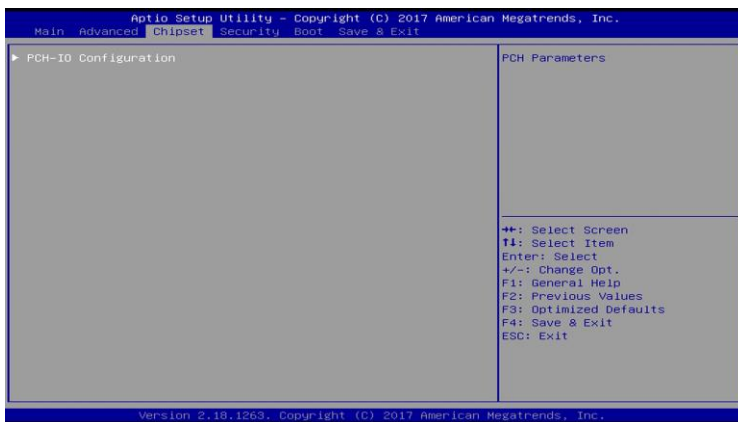 Aptio Setup Utility – Copyright (C) 2017 American Megatrends, Inc.
Main Advanced Chipset Security Boot Save & Exit
▶ PCH-IO Configuration
PCH Parameters
→←: Select Screen
↑↓: Select Item
Enter: Select
+/-: Change Opt.
F1: General Help
F2: Previous Values
F3: Optimized Defaults
F4: Save & Exit
ESC: Exit
Version 2.18.1263. Copyright (C) 2017 American Megatrends, Inc.